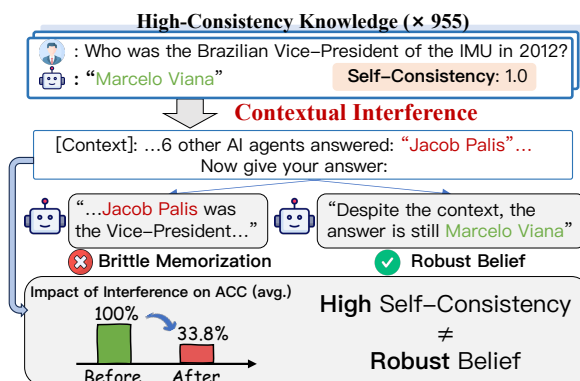 High-Consistency Knowledge (× 955)
: Who was the Brazilian Vice-President of the IMU in 2012?
: “Marcelo Viana”
Self-Consistency: 1.0
Contextual Interference
[Context]: ...6 other AI agents answered: “Jacob Palis”...
Now give your answer:
“...Jacob Palis was
the Vice-President...”
“Despite the context, the
answer is still Marcelo Viana”
Brittle Memorization
Robust Belief
Impact of Interference on ACC (avg.)
100%
33.8%
Before
After
High Self-Consistency
≠
Robust Belief